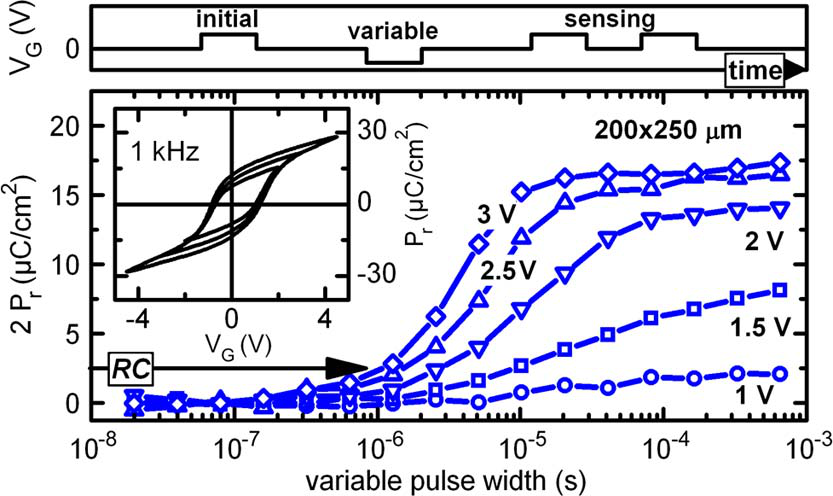 initial
variable
sensing
V_G (V)
0
time
200x250 µm
1 kHz
30
0
-30
P_r (µC/cm²)
-4
0
4
V_G (V)
20
15
10
5
0
2 P_r (µC/cm²)
3 V
2.5 V
2 V
1.5 V
1 V
RC
10⁻⁸
10⁻⁷
10⁻⁶
10⁻⁵
10⁻⁴
10⁻³
variable pulse width (s)